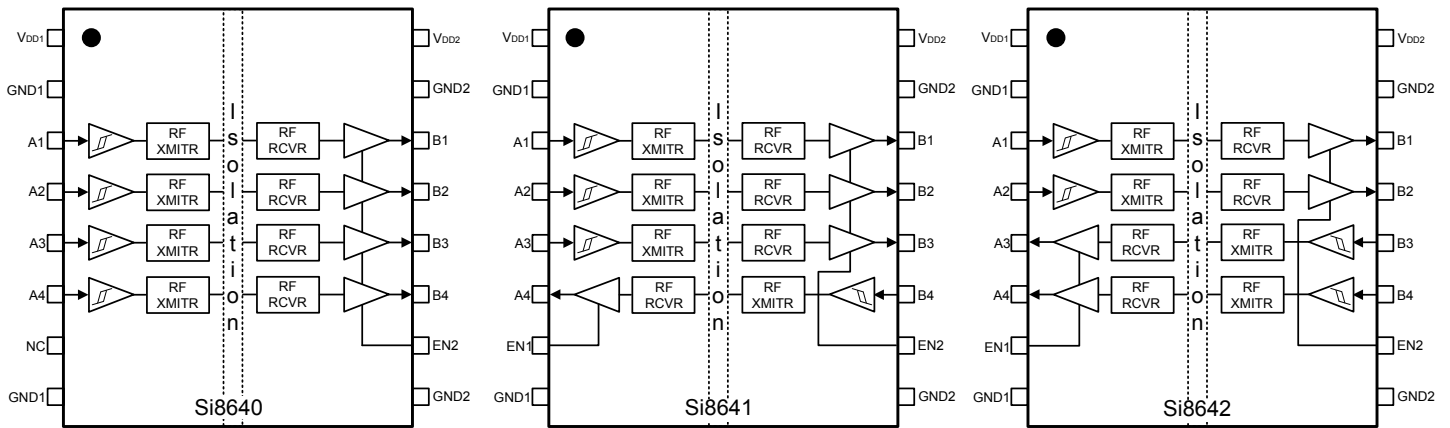 VDD1
VDD2
GND1
GND2
A1
RF
XMITR
RF
RCVR
B1
A2
RF
XMITR
RF
RCVR
B2
A3
RF
XMITR
RF
RCVR
B3
A4
RF
XMITR
RF
RCVR
B4
Isolation
NC
EN2
GND1
GND2
Si8640
VDD1
VDD2
GND1
GND2
A1
RF
XMITR
RF
RCVR
B1
A2
RF
XMITR
RF
RCVR
B2
A3
RF
XMITR
RF
RCVR
B3
A4
RF
RCVR
RF
XMITR
B4
Isolation
EN1
EN2
GND1
GND2
Si8641
VDD1
VDD2
GND1
GND2
A1
RF
XMITR
RF
RCVR
B1
A2
RF
XMITR
RF
RCVR
B2
A3
RF
RCVR
RF
XMITR
B3
A4
RF
RCVR
RF
XMITR
B4
Isolation
EN1
EN2
GND1
GND2
Si8642